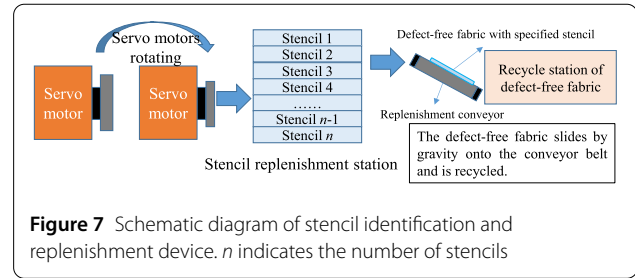 Servo motors
rotating
Servo
motor
Servo
motor
Stencil 1
Stencil 2
Stencil 3
Stencil 4
......
Stencil n-1
Stencil n
Stencil replenishment station
Defect-free fabric with specified stencil
Recycle station of
defect-free fabric
Replenishment conveyor
The defect-free fabric slides by
gravity onto the conveyor belt
and is recycled.
Figure 7 Schematic diagram of stencil identification and
replenishment device. n indicates the number of stencils